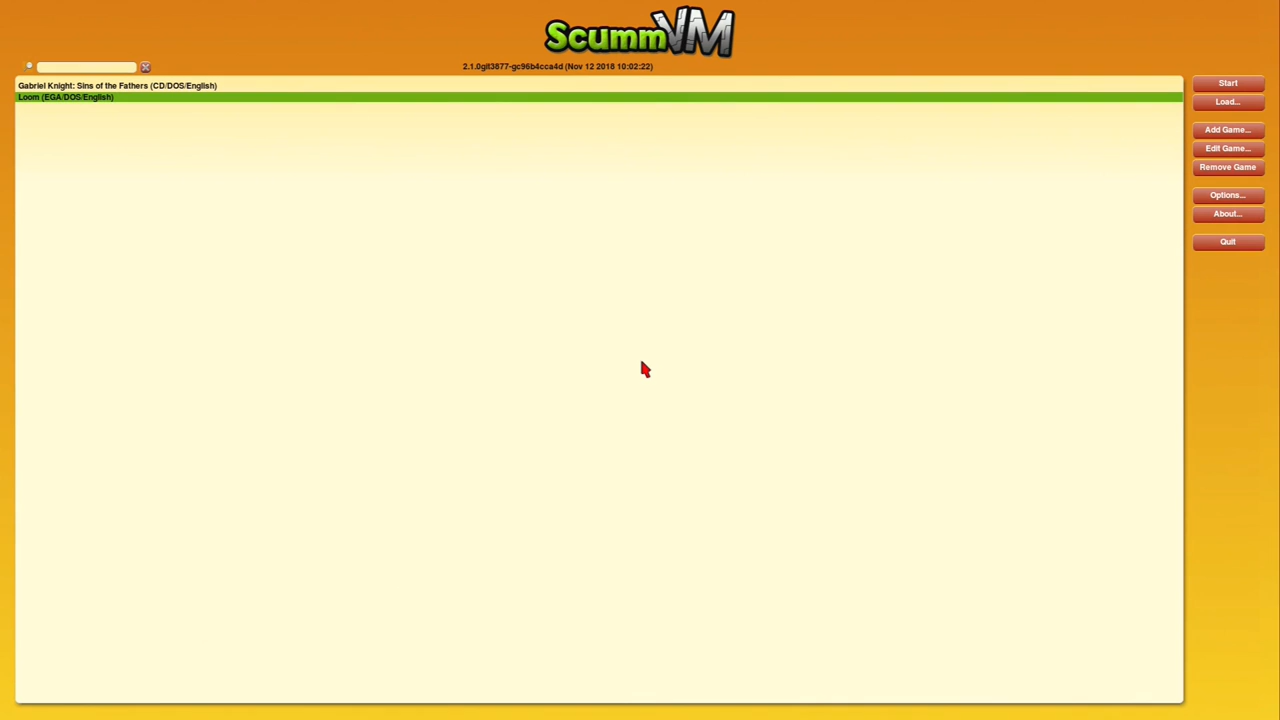 ScummVM
2.1.0git3877-gc96b4cca4d (Nov 12 2018 10:02:22)
Gabriel Knight: Sins of the Fathers (CD/DOS/English)
Loom (EGA/DOS/English)
Start
Load...
Add Game...
Edit Game...
Remove Game
Options...
About...
Quit